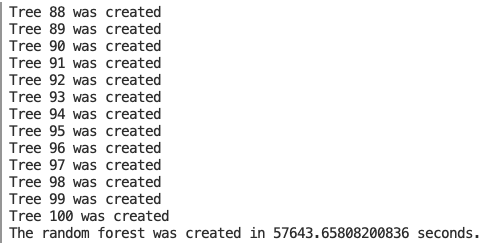 Tree 88 was created
Tree 89 was created
Tree 90 was created
Tree 91 was created
Tree 92 was created
Tree 93 was created
Tree 94 was created
Tree 95 was created
Tree 96 was created
Tree 97 was created
Tree 98 was created
Tree 99 was created
Tree 100 was created
The random forest was created in 57643.65808200836 seconds.